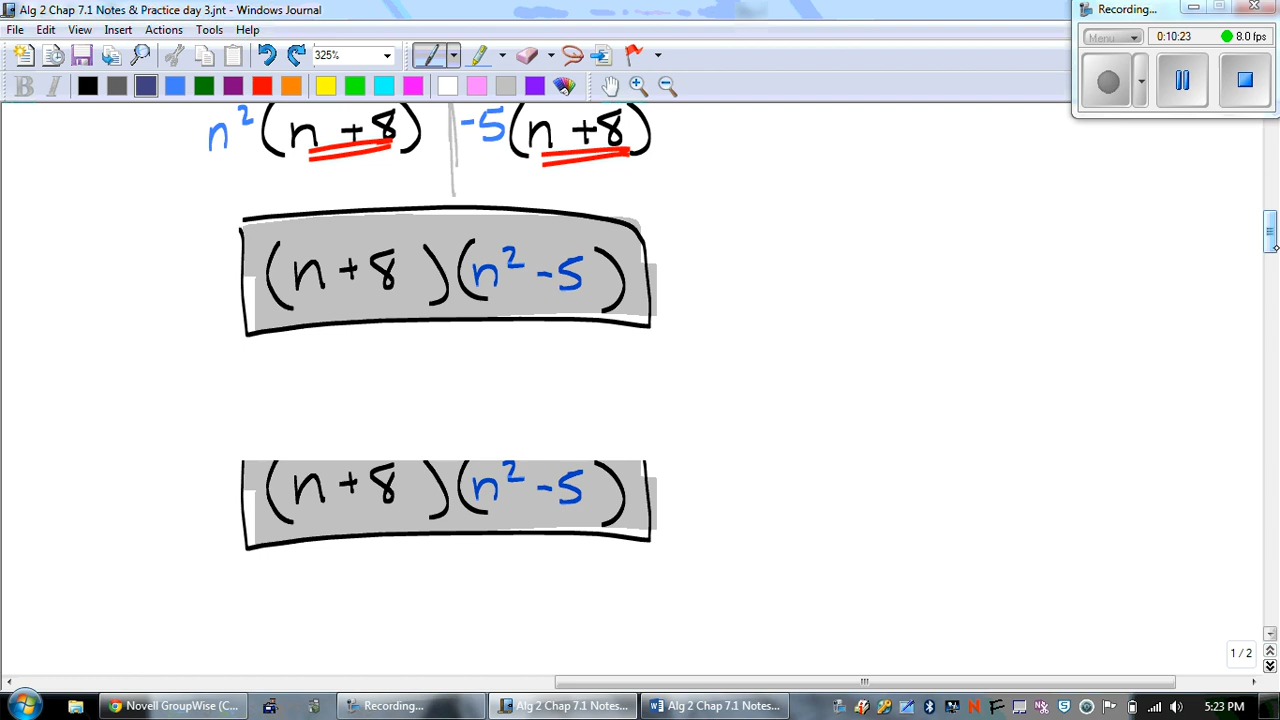 Alg 2 Chap 7.1 Notes & Practice day 3.jnt - Windows Journal
Recording...
File Edit View Insert Actions Tools Help
Menu 0:10:23 8.0 fps
325%
B I
n² (n + 8) -5(n + 8)
(n + 8 )(n² - 5 )
(n + 8 )(n² - 5 )
1 / 2
Novell GroupWise (C... Recording... Alg 2 Chap 7.1 Notes... Alg 2 Chap 7.1 Notes... 5:23 PM